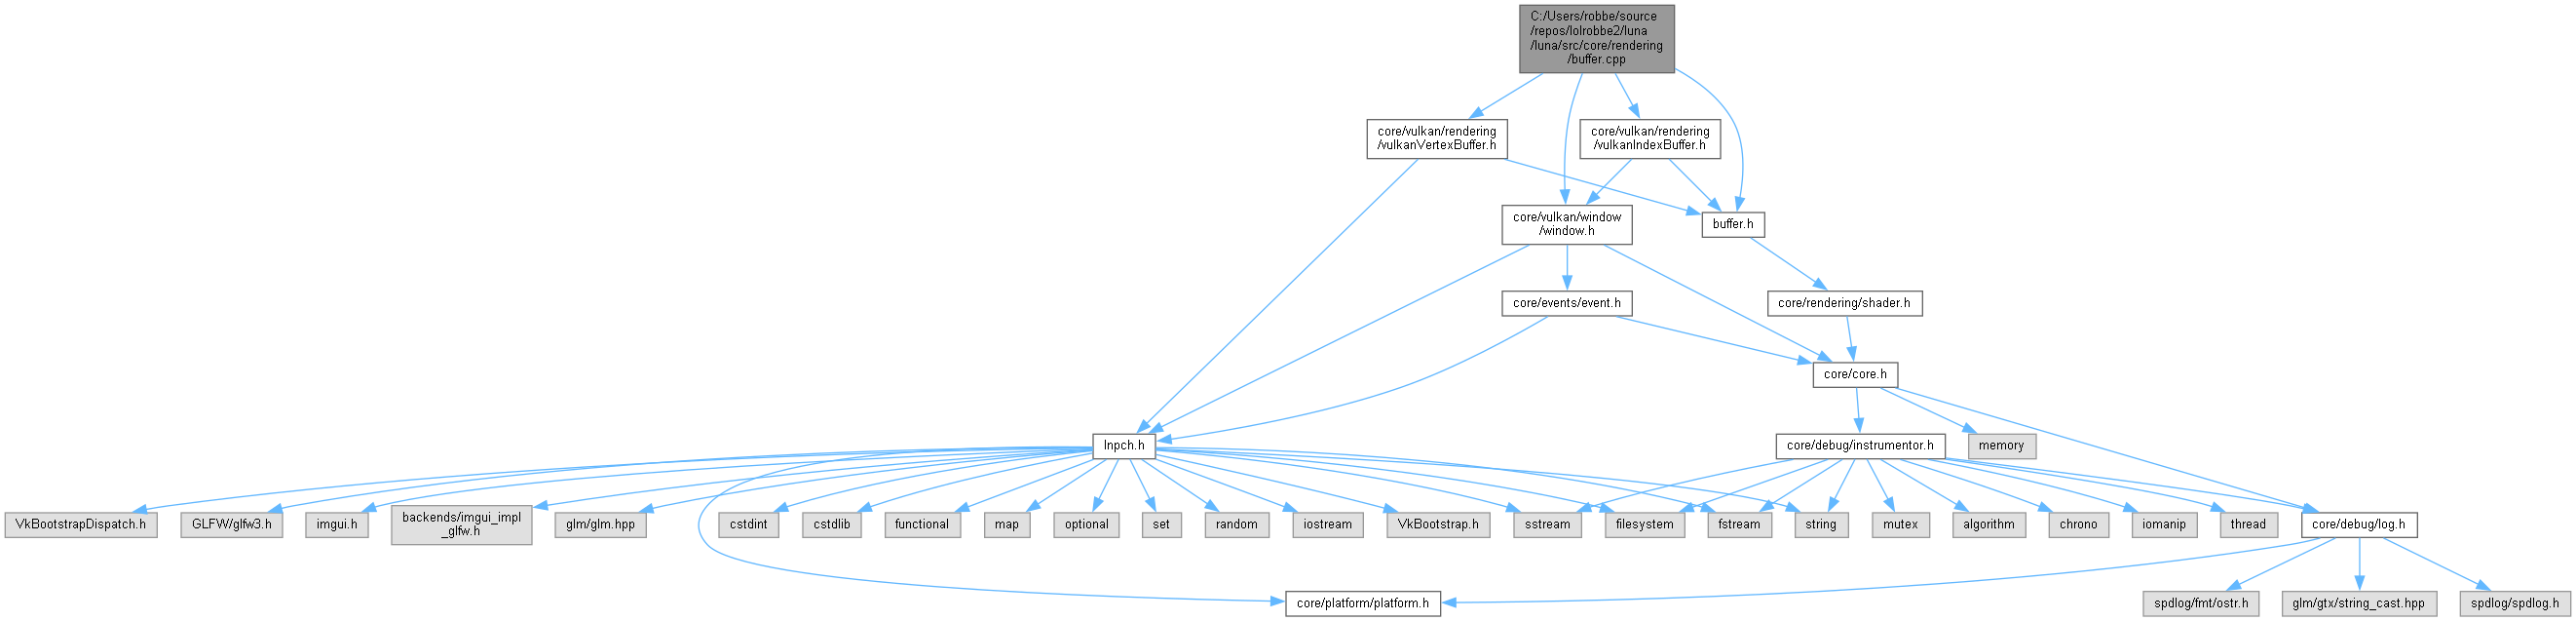 C:/Users/robbe/source
/repos/lolrobbe2/luna
/luna/src/core/rendering
/buffer.cpp
core/vulkan/rendering
/vulkanVertexBuffer.h
core/vulkan/rendering
/vulkanIndexBuffer.h
core/vulkan/window
/window.h
buffer.h
core/events/event.h
core/rendering/shader.h
core/core.h
lnpch.h
core/debug/instrumentor.h
memory
VkBootstrapDispatch.h
GLFW/glfw3.h
imgui.h
backends/imgui_impl
_glfw.h
glm/glm.hpp
cstdint
cstdlib
functional
map
optional
set
random
iostream
VkBootstrap.h
sstream
filesystem
fstream
string
mutex
algorithm
chrono
iomanip
thread
core/debug/log.h
core/platform/platform.h
spdlog/fmt/ostr.h
glm/gtx/string_cast.hpp
spdlog/spdlog.h